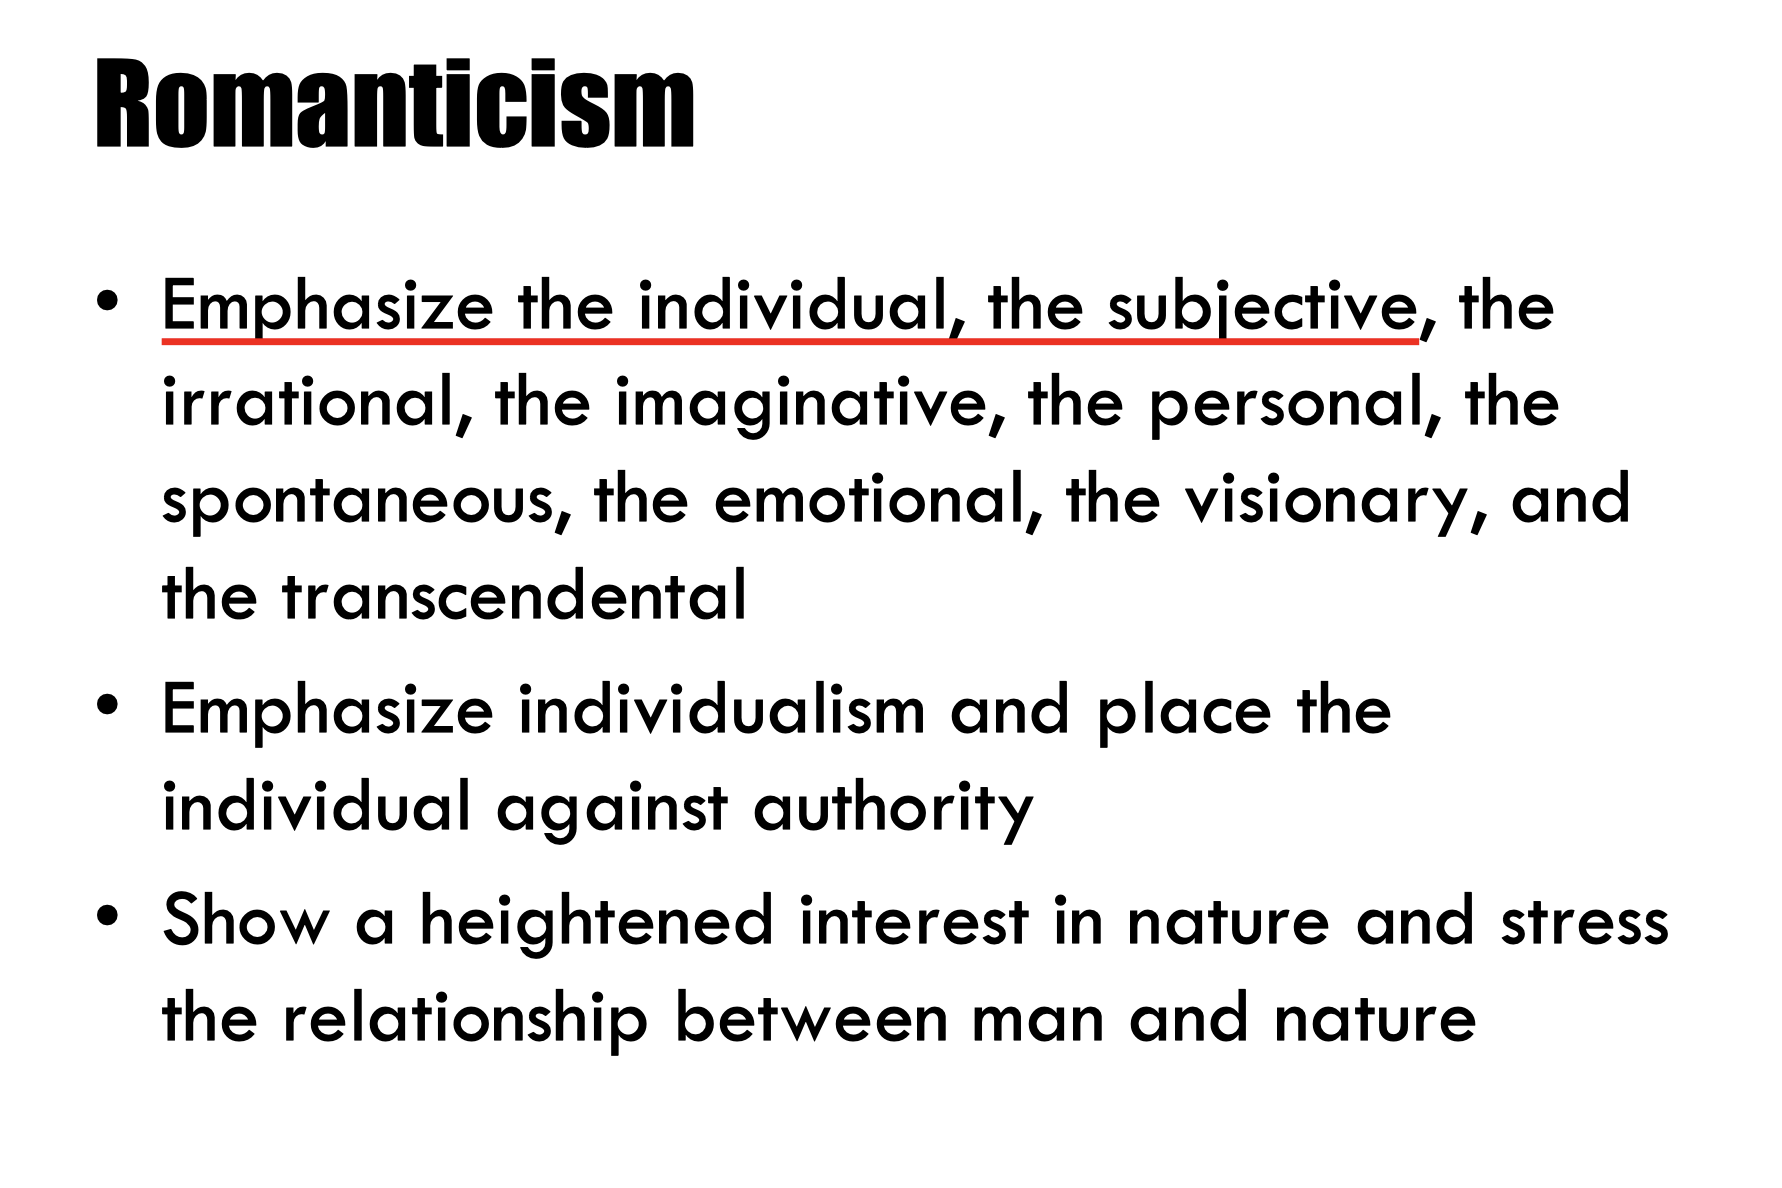 Romanticism
• Emphasize the individual, the subjective, the
irrational, the imaginative, the personal, the
spontaneous, the emotional, the visionary, and
the transcendental
• Emphasize individualism and place the
individual against authority
• Show a heightened interest in nature and stress
the relationship between man and nature